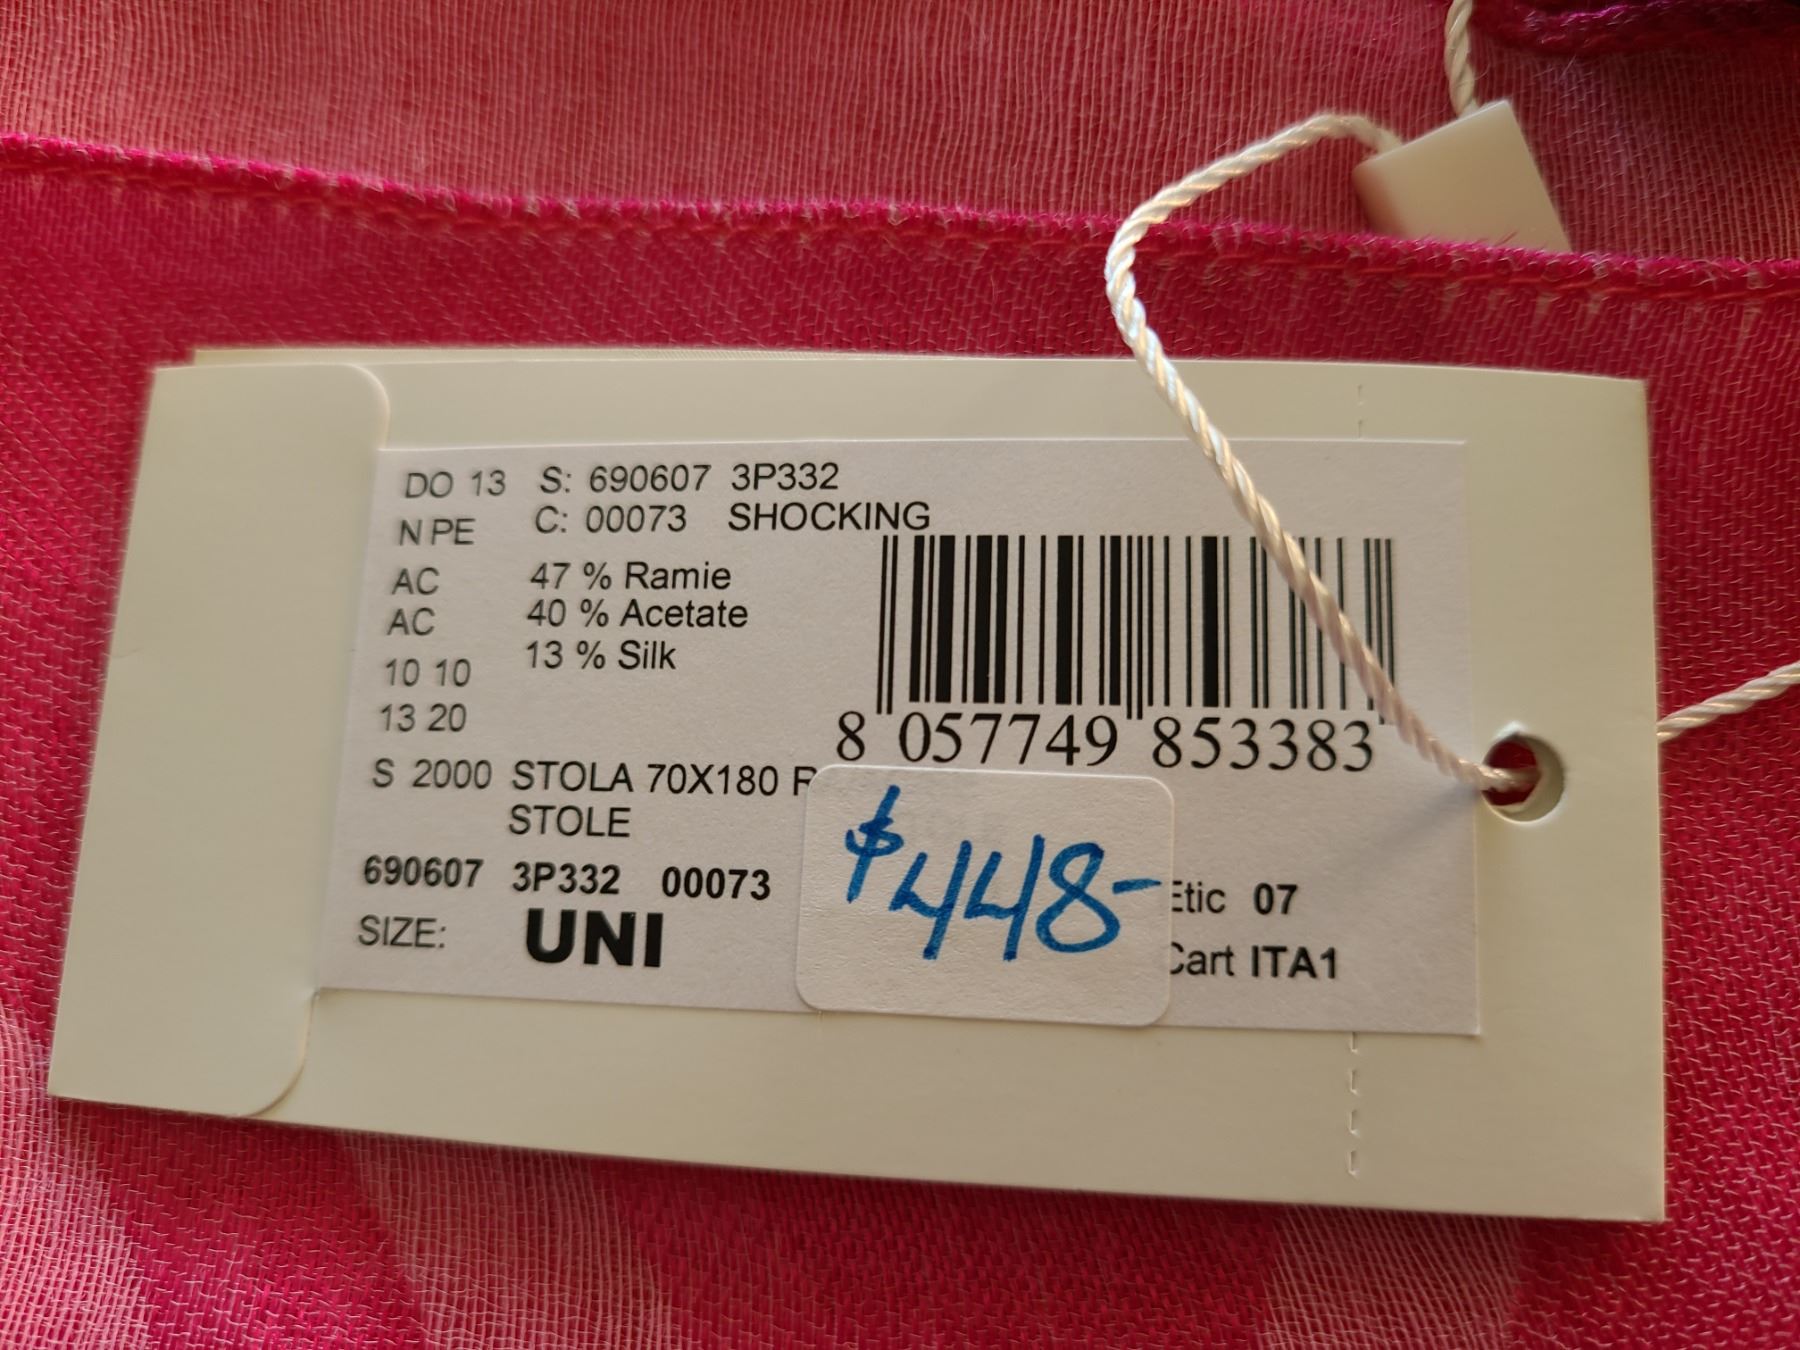 DO 13 S: 690607 3P332
N PE C: 00073 SHOCKING
AC 47 % Ramie
AC 40 % Acetate
10 10 13 % Silk
13 20
8 057749 853383
S 2000 STOLA 70X180
STOLE
$448-
690607 3P332 00073
Etic 07
SIZE: UNI
Cart ITA1